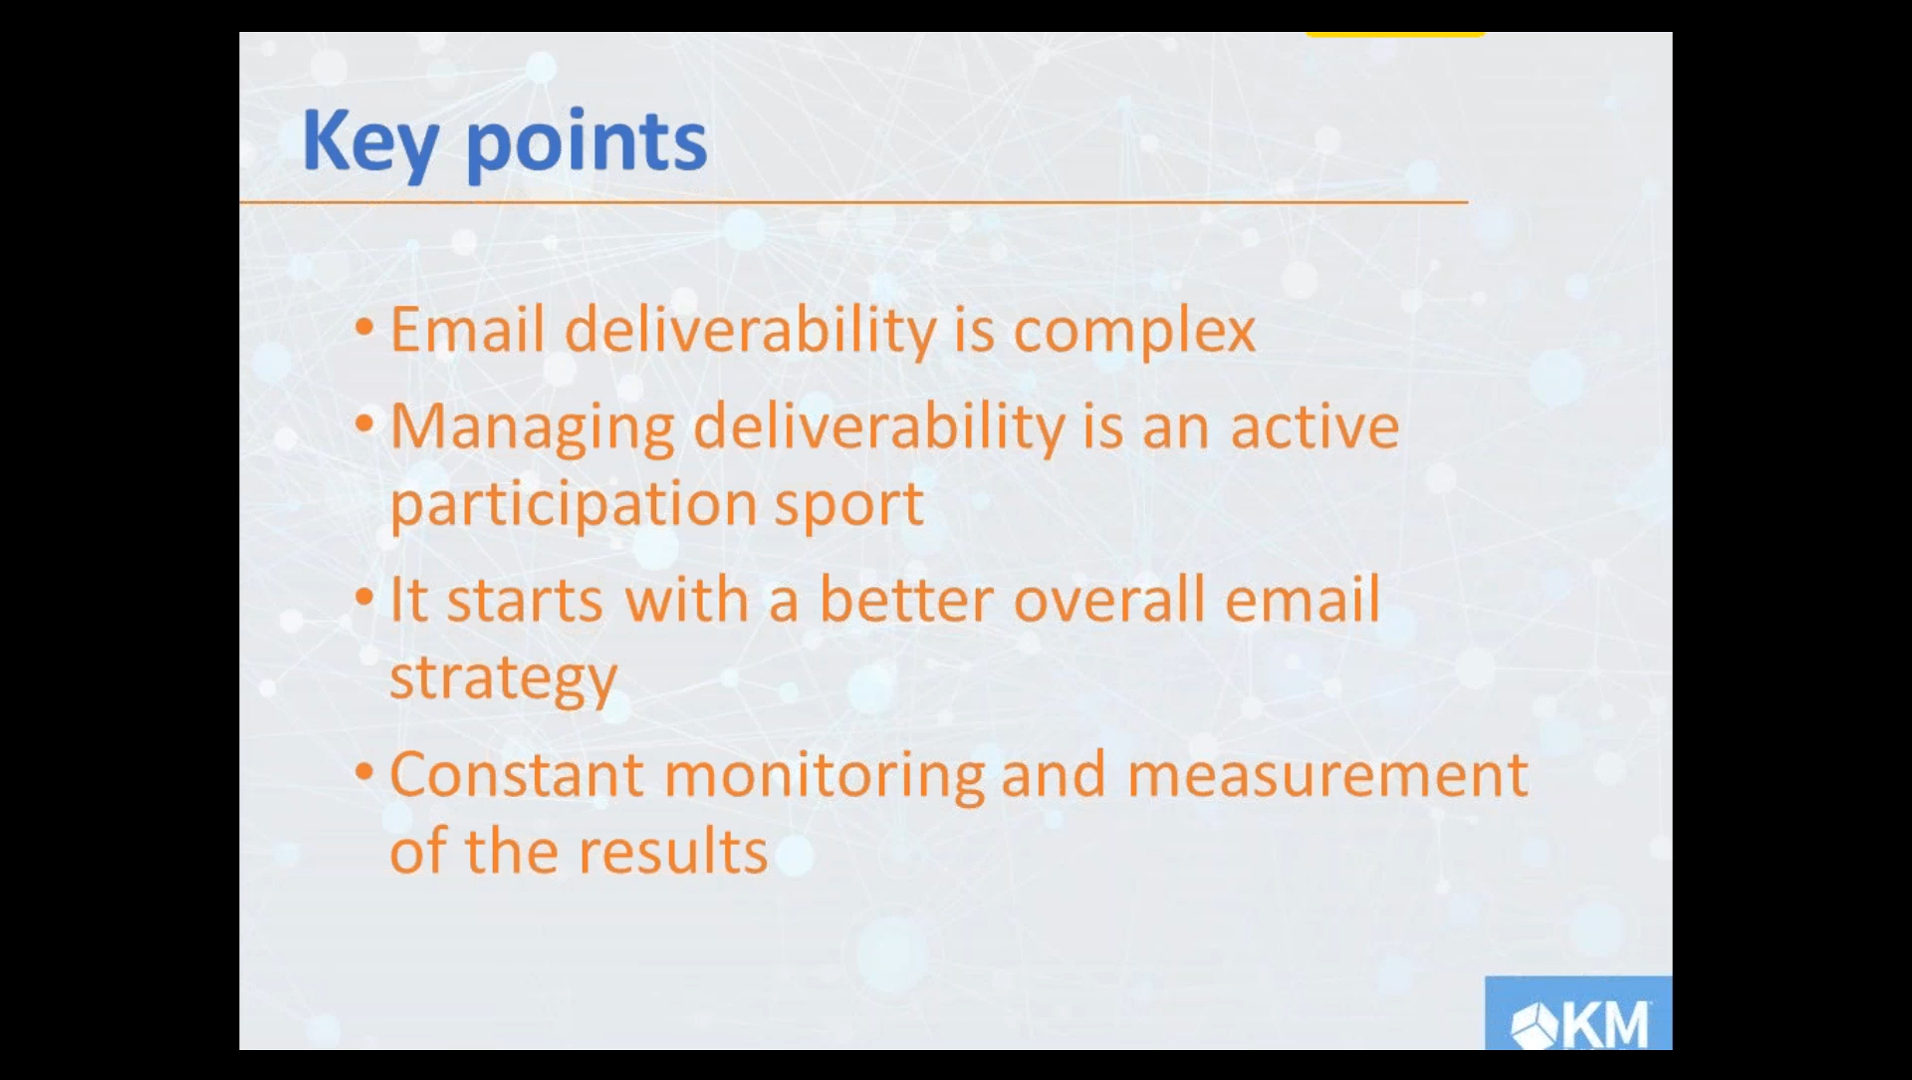 Key points
• Email deliverability is complex
• Managing deliverability is an active
participation sport
• It starts with a better overall email
strategy
• Constant monitoring and measurement
of the results
KM